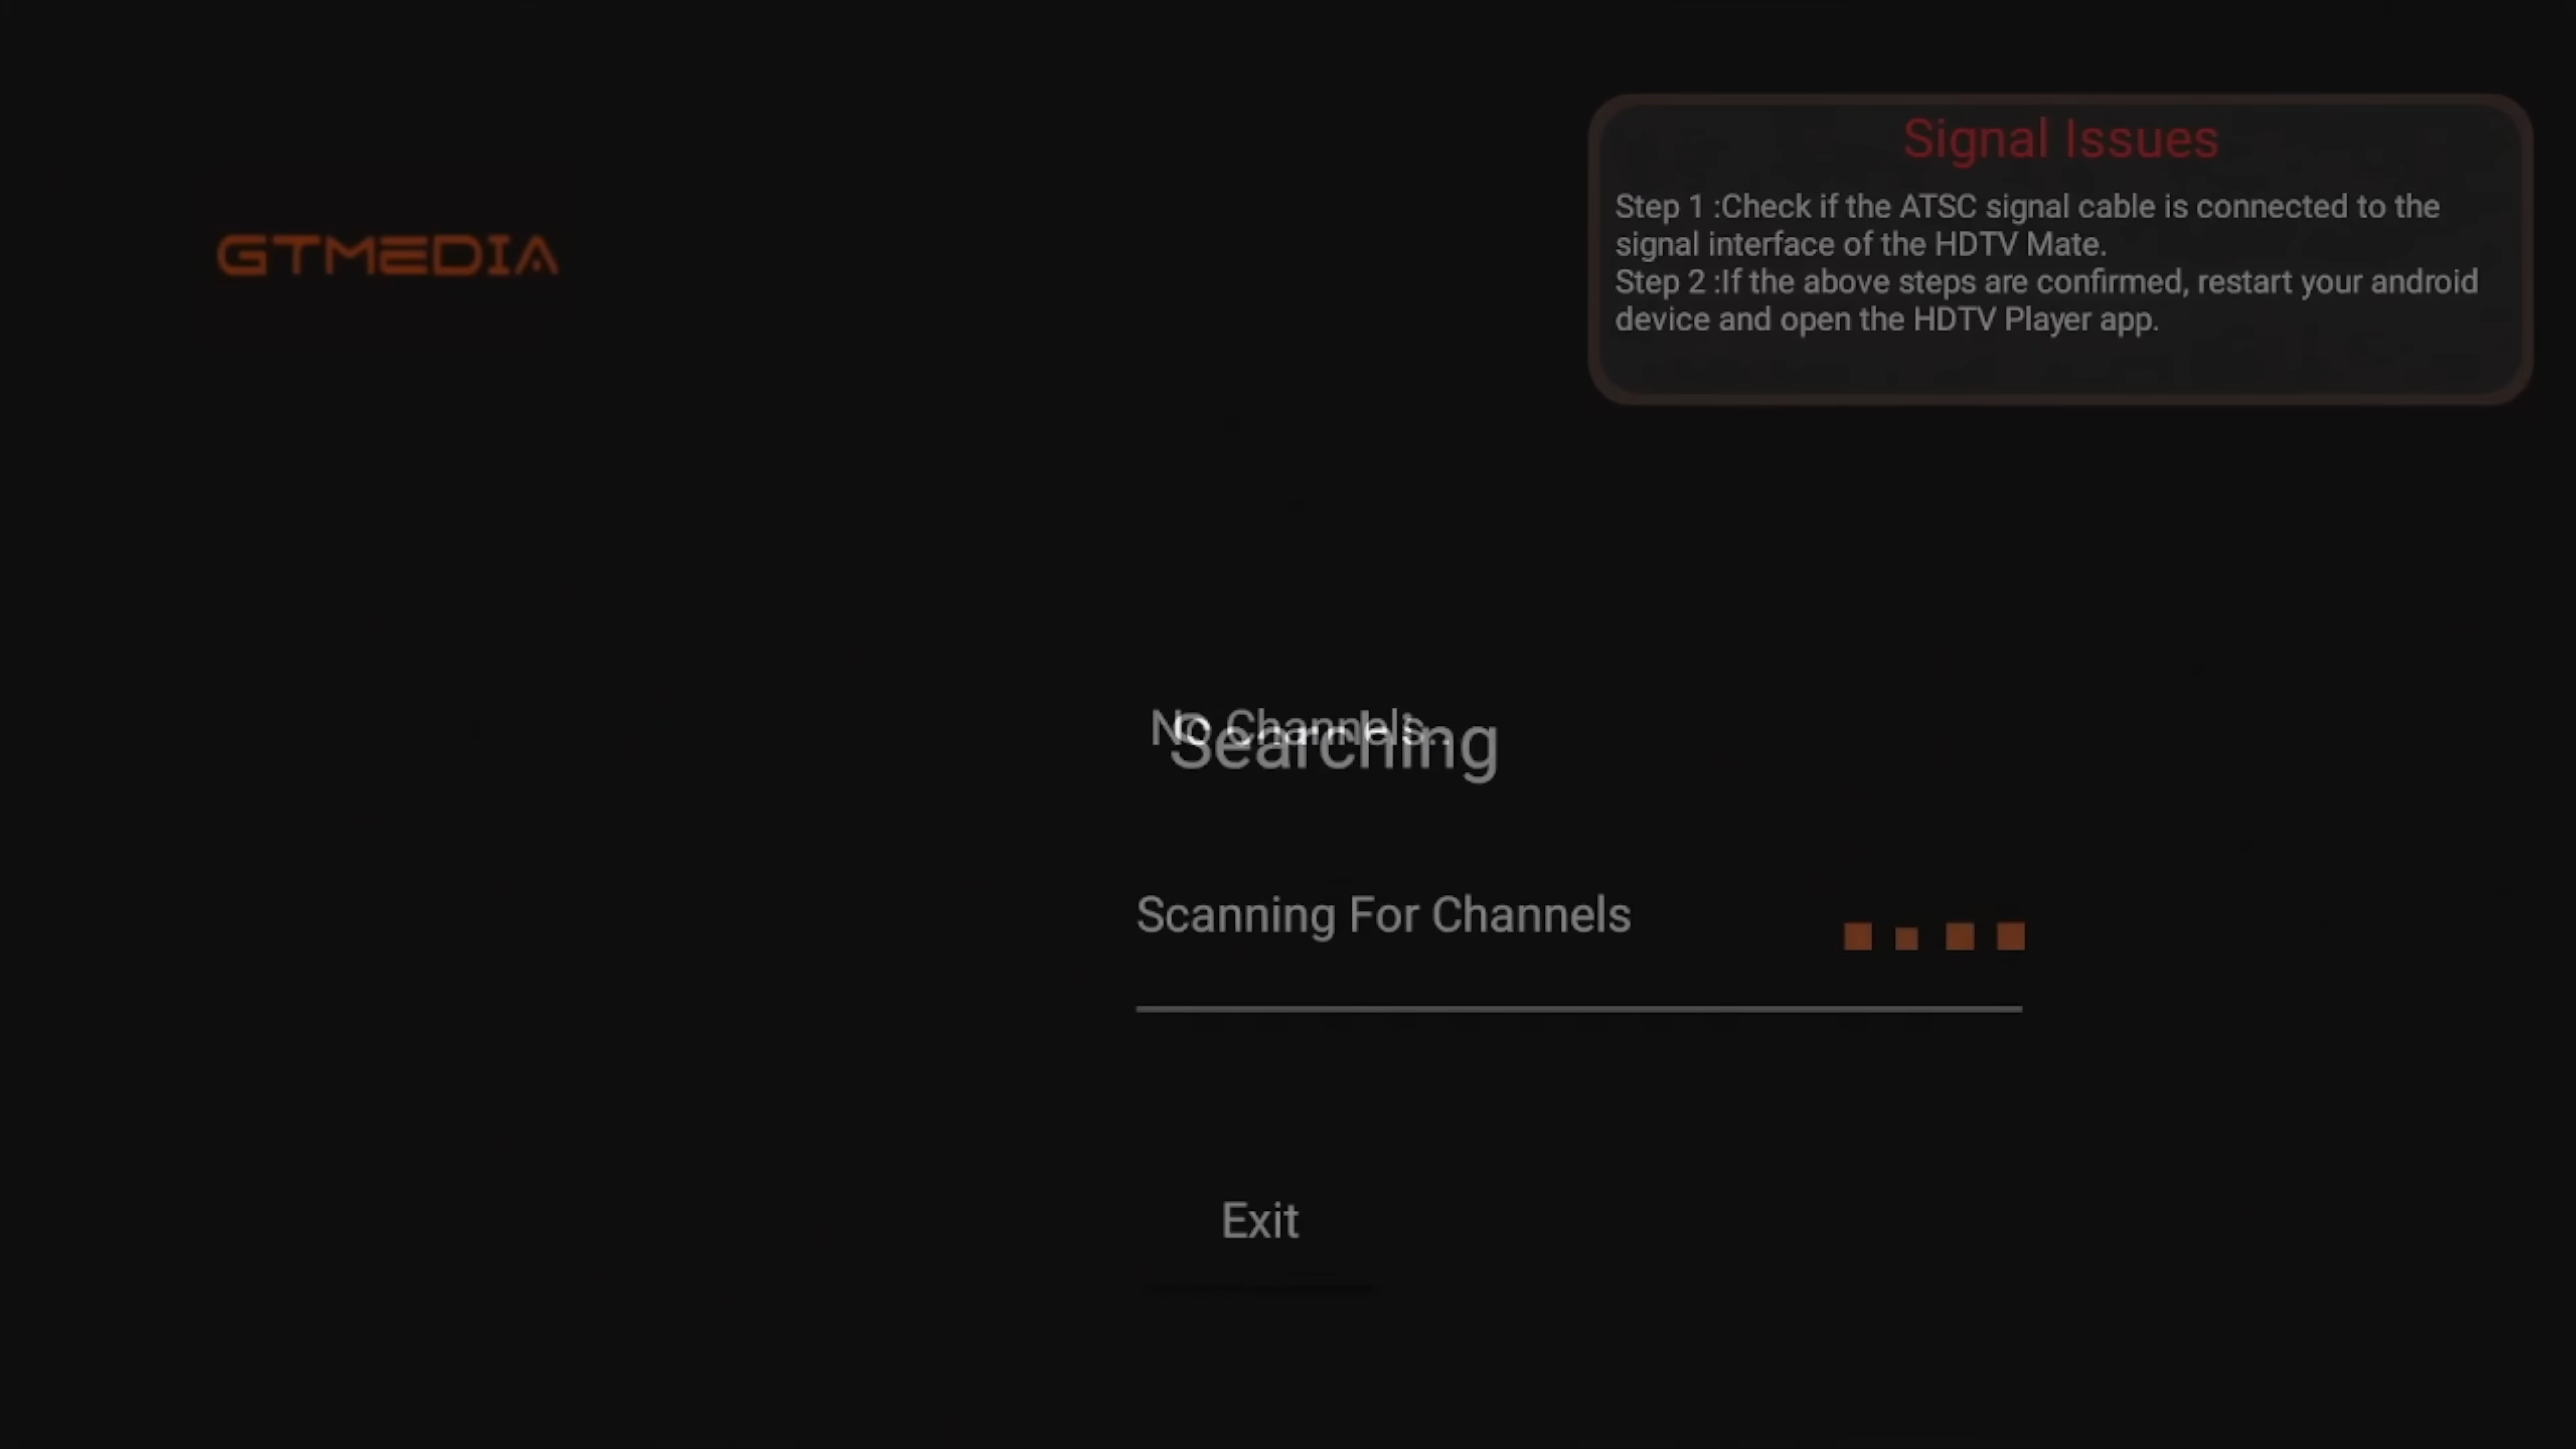 GTMEDIA
Signal Issues
Step 1 :Check if the ATSC signal cable is connected to the
signal interface of the HDTV Mate.
Step 2 :If the above steps are confirmed, restart your android
device and open the HDTV Player app.
No Channels..
Searching
Scanning For Channels
Exit